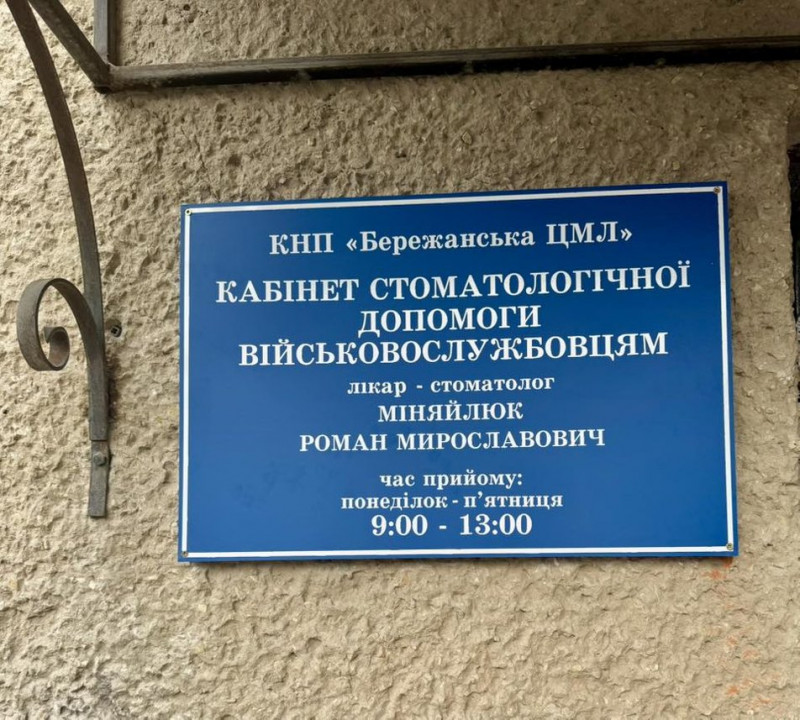 КНП «Бережанська ЦМЛ»
КАБІНЕТ СТОМАТОЛОГІЧНОЇ
ДОПОМОГИ
ВІЙСЬКОВОСЛУЖБОВЦЯМ
лікар - стоматолог
МІНЯЙЛЮК
РОМАН МИРОСЛАВОВИЧ
час прийому:
понеділок - п’ятниця
9:00 - 13:00